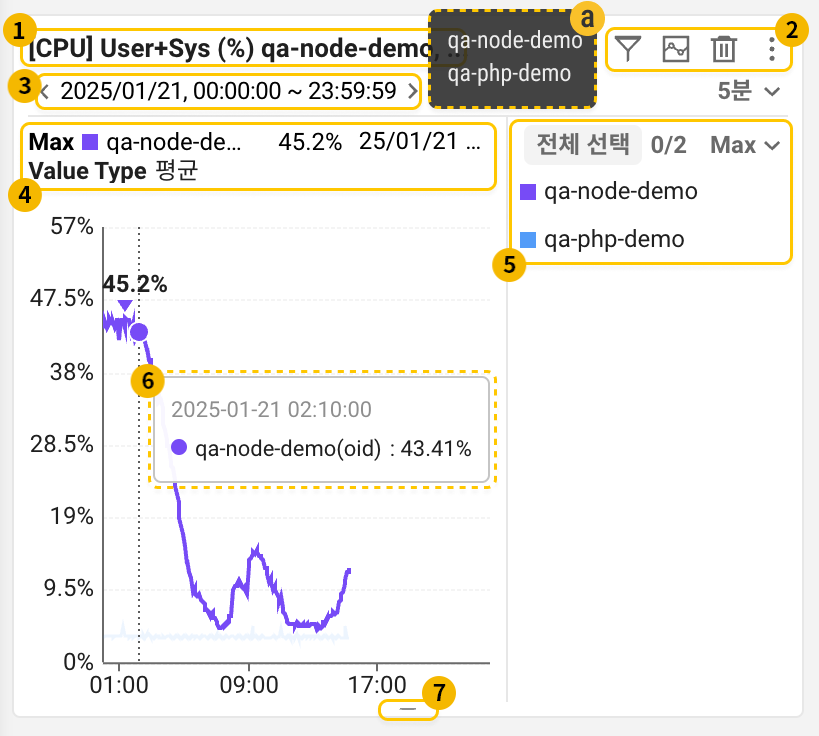 1
[CPU] User+Sys (%) qa-node-demo, ..
a
qa-node-demo
qa-php-demo
2
3
2025/01/21, 00:00:00 ~ 23:59:59
5분
Max qa-node-de... 45.2% 25/01/21 ...
Value Type 평균
4
전체 선택 0/2 Max
qa-node-demo
qa-php-demo
5
57%
47.5%
38%
28.5%
19%
9.5%
0%
45.2%
6
2025-01-21 02:10:00
qa-node-demo(oid) : 43.41%
01:00 09:00 17:00
7